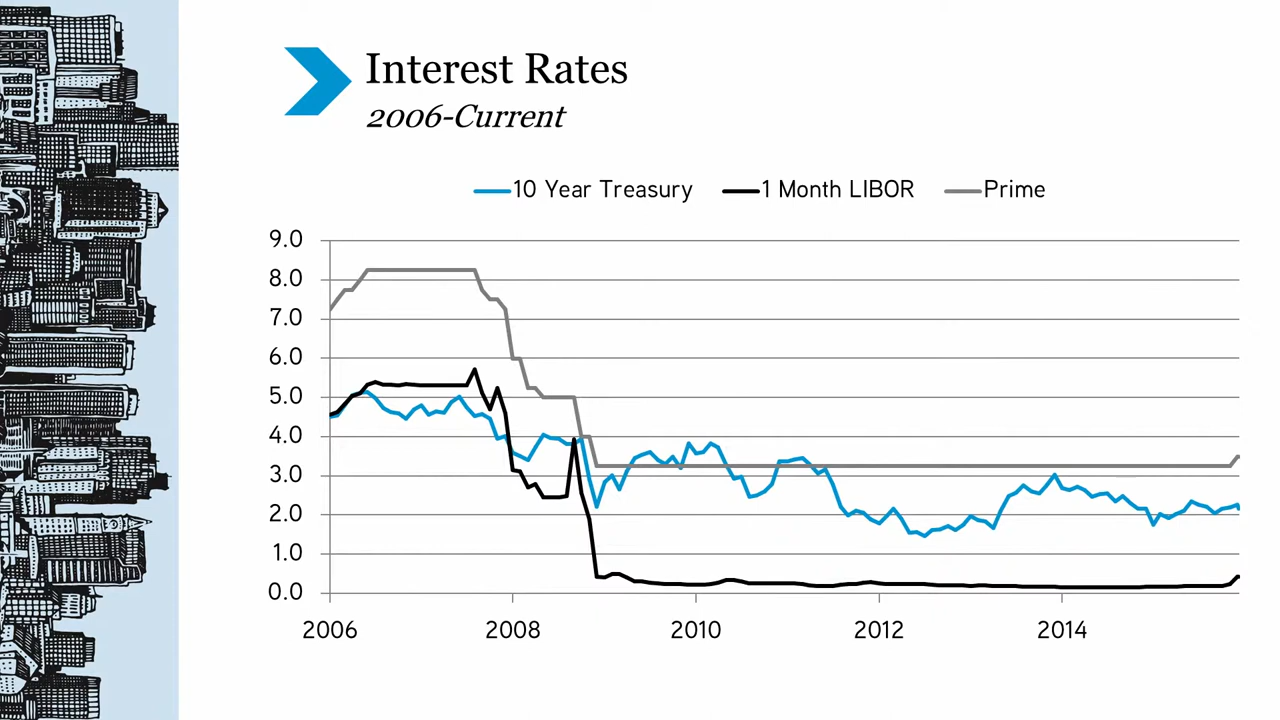 Interest Rates
2006-Current
10 Year Treasury 1 Month LIBOR Prime
9.0
8.0
7.0
6.0
5.0
4.0
3.0
2.0
1.0
0.0
2006 2008 2010 2012 2014